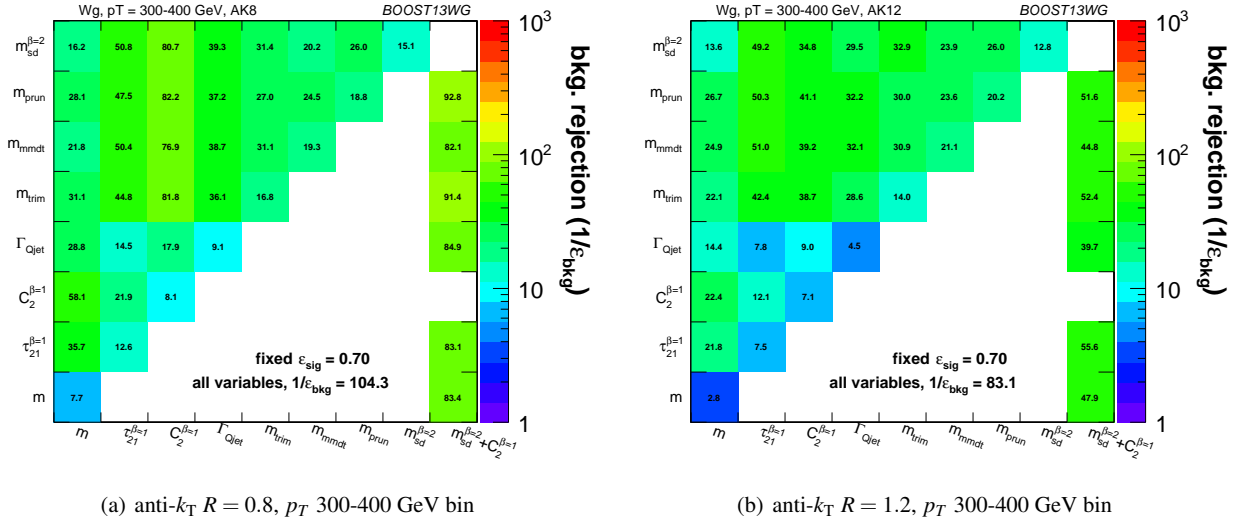 Wg, pT = 300-400 GeV, AK8 BOOST13WG
m_sd^β=2 16.2 50.8 80.7 39.3 31.4 20.2 26.0 15.1
m_prun 28.1 47.5 82.2 37.2 27.0 24.5 18.8 92.8
m_mmdt 21.8 50.4 76.9 38.7 31.1 19.3 82.1
m_trim 31.1 44.8 81.8 36.1 16.8 91.4
Γ_Qjet 28.8 14.5 17.9 9.1 84.9
C_2^β=1 58.1 21.9 8.1
τ_21^β=1 35.7 12.6 83.1
fixed ε_sig = 0.70
all variables, 1/ε_bkg = 104.3
m 7.7 83.4
m τ_21^β=1 C_2^β=1 Γ_Qjet m_trim m_mmdt m_prun m_sd^β=2 m_sd^β=2+C_2^β=1
10^3
10^2
10
1
bkg. rejection (1/ε_bkg)
(a) anti-k_T R = 0.8, p_T 300-400 GeV bin
Wg, pT = 300-400 GeV, AK12 BOOST13WG
m_sd^β=2 13.6 49.2 34.8 29.5 32.9 23.9 26.0 12.8
m_prun 26.7 50.3 41.1 32.2 30.0 23.6 20.2 51.6
m_mmdt 24.9 51.0 39.2 32.1 30.9 21.1 44.8
m_trim 22.1 42.4 38.7 28.6 14.0 52.4
Γ_Qjet 14.4 7.8 9.0 4.5 39.7
C_2^β=1 22.4 12.1 7.1
τ_21^β=1 21.8 7.5 55.6
fixed ε_sig = 0.70
all variables, 1/ε_bkg = 83.1
m 2.8 47.9
m τ_21^β=1 C_2^β=1 Γ_Qjet m_trim m_mmdt m_prun m_sd^β=2 m_sd^β=2+C_2^β=1
10^3
10^2
10
1
bkg. rejection (1/ε_bkg)
(b) anti-k_T R = 1.2, p_T 300-400 GeV bin